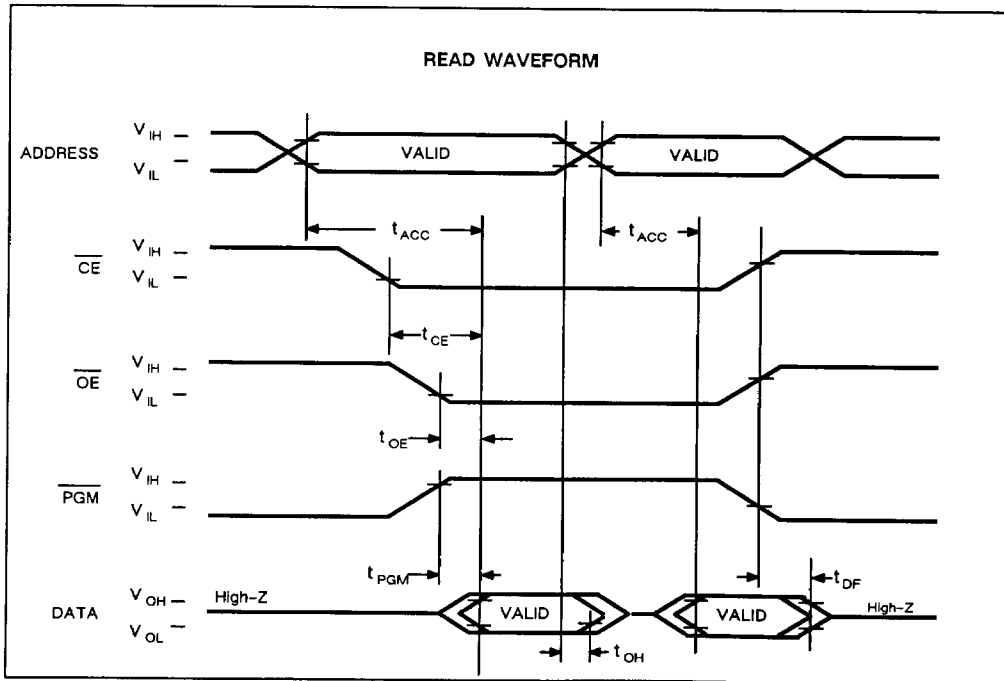 READ WAVEFORM
ADDRESS
V IH
V IL
VALID
VALID
t ACC
t ACC
CE
V IH
V IL
t CE
OE
V IH
V IL
t OE
PGM
V IH
V IL
t PGM
t DF
DATA
V OH
V OL
High-Z
VALID
VALID
High-Z
t OH